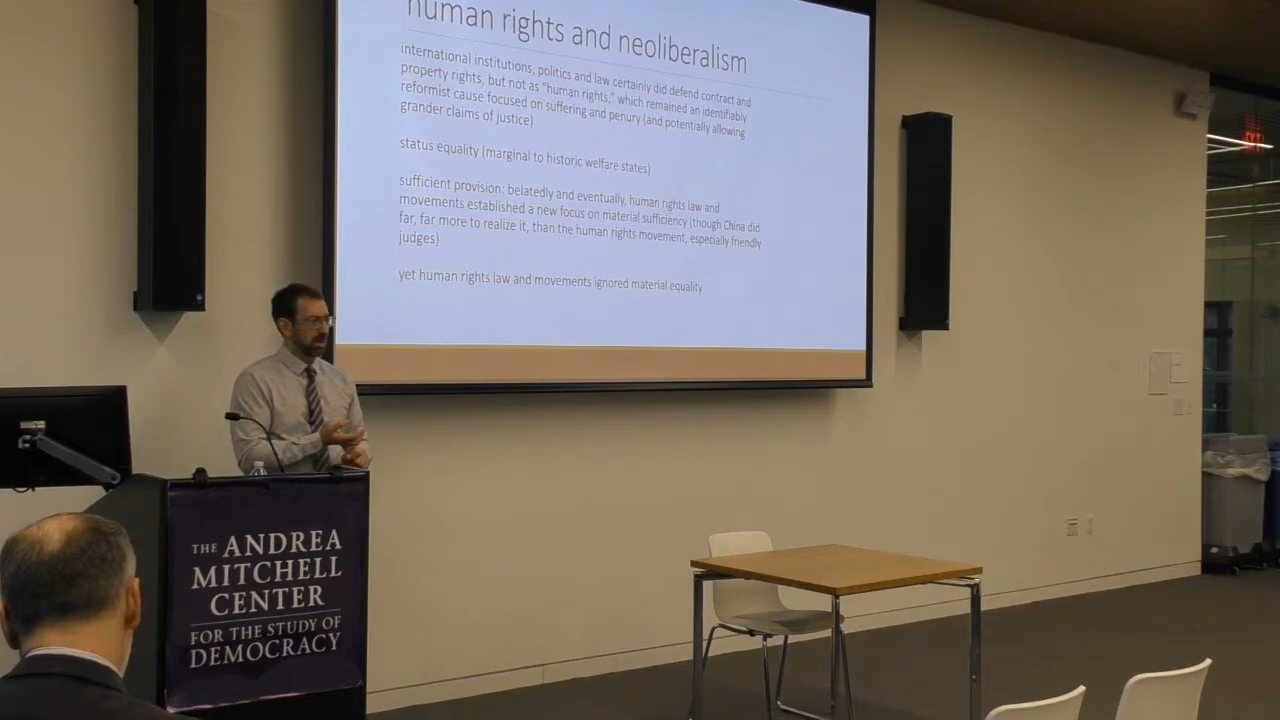 human rights and neoliberalism
international institutions, politics and law certainly did defend contract and
property rights, but not as "human rights," which remained an identifiably
reformist cause focused on suffering and penury (and potentially allowing
grander claims of justice)
status equality (marginal to historic welfare states)
sufficient provision: belatedly and eventually, human rights law and
movements established a new focus on material sufficiency (though China did
far, far more to realize it, than the human rights movement, especially friendly
judges)
yet human rights law and movements ignored material equality
THE ANDREA
MITCHELL
CENTER
FOR THE STUDY OF
DEMOCRACY
EXIT